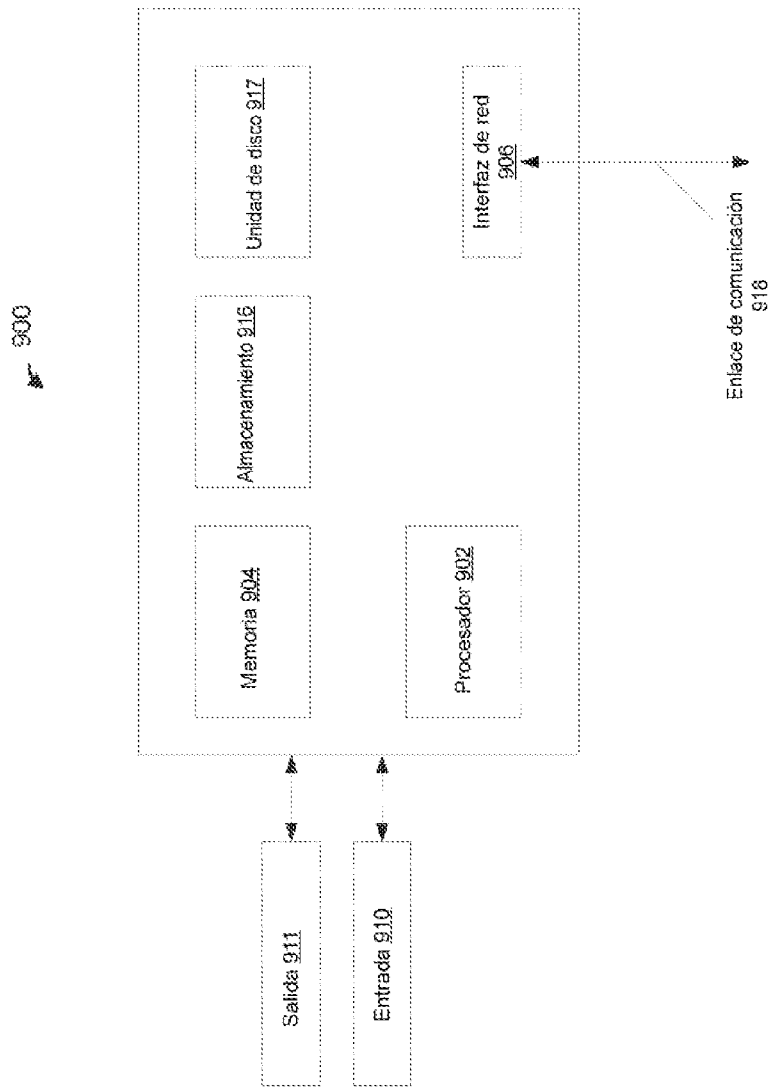 900
Salida 911
Entrada 910
Memoria 904
Almacenamiento 916
Unidad de disco 917
Procesador 902
Interfaz de red
906
Enlace de comunicación
918